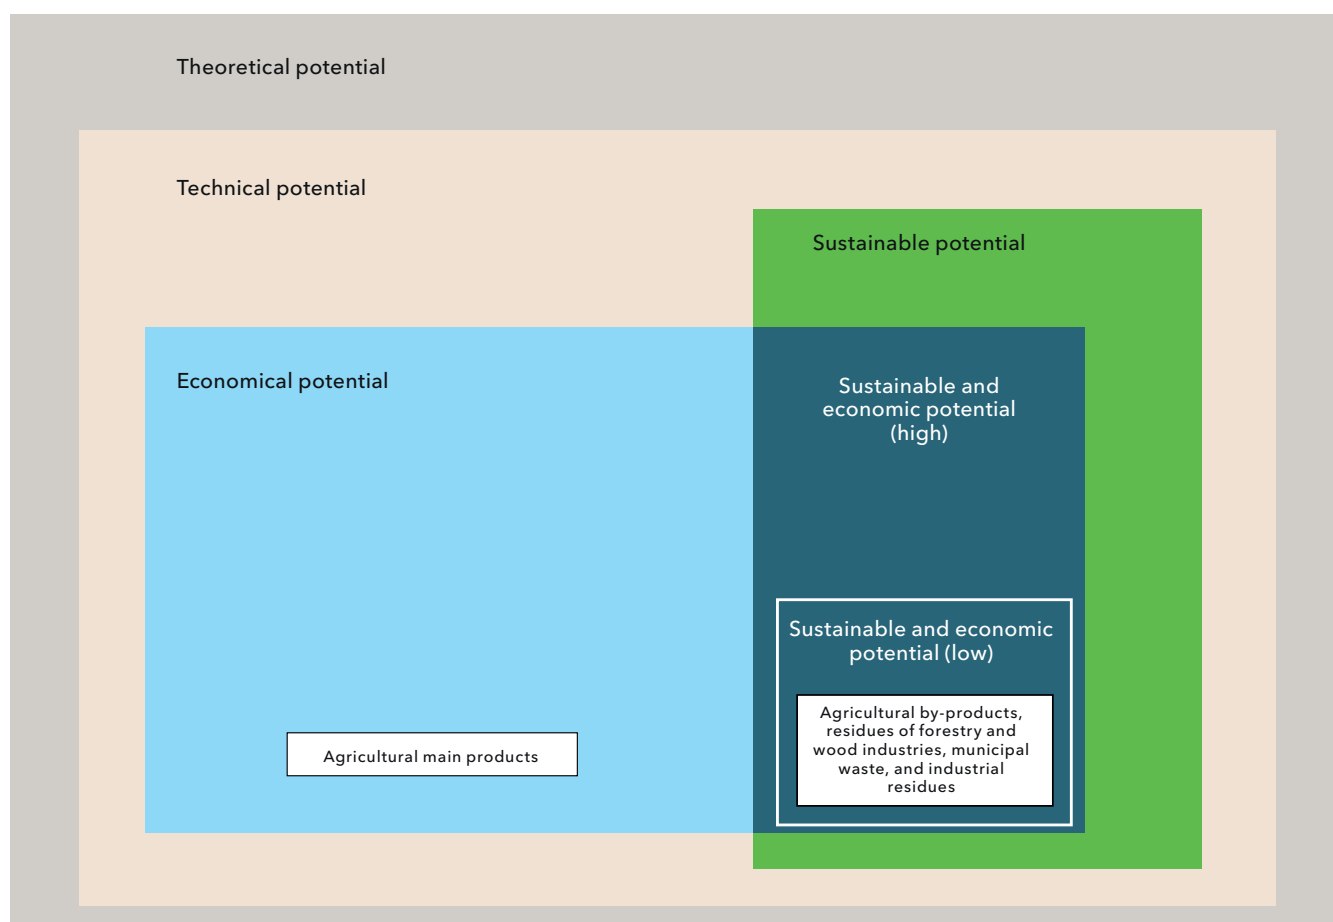 Theoretical potential
Technical potential
Sustainable potential
Economical potential
Sustainable and
economic potential
(high)
Sustainable and economic
potential (low)
Agricultural by-products,
residues of forestry and
wood industries, municipal
waste, and industrial
residues
Agricultural main products